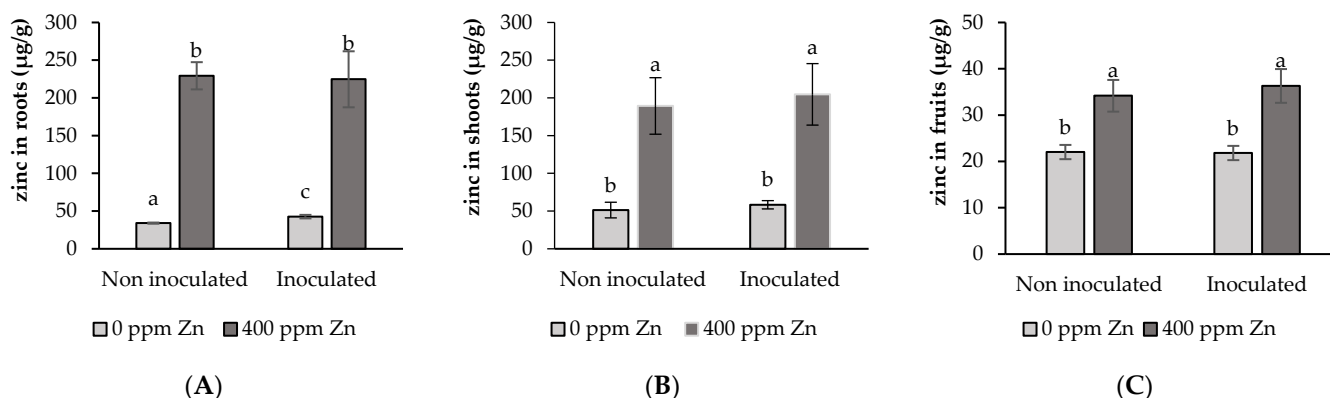 zinc in roots (µg/g)
300
250
200
150
100
50
0
a
b
c
b
Non inoculated Inoculated
0 ppm Zn 400 ppm Zn
(A)
zinc in shoots (µg/g)
300
250
200
150
100
50
0
b
a
b
a
Non inoculated Inoculated
0 ppm Zn 400 ppm Zn
(B)
zinc in fruits (µg/g)
50
40
30
20
10
0
b
a
b
a
Non inoculated Inoculated
0 ppm Zn 400 ppm Zn
(C)